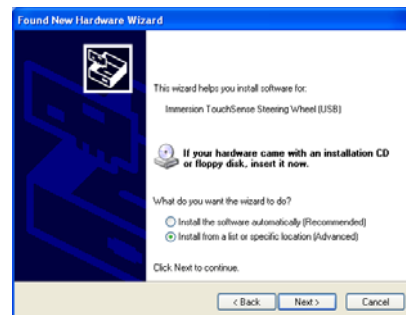 Found New Hardware Wizard
This wizard helps you install software for:
Immersion TouchSense Steering Wheel (USB)
If your hardware came with an installation CD
or floppy disk, insert it now.
What do you want the wizard to do?
Install the software automatically (Recommended)
Install from a list or specific location (Advanced)
Click Next to continue.
< Back Next > Cancel